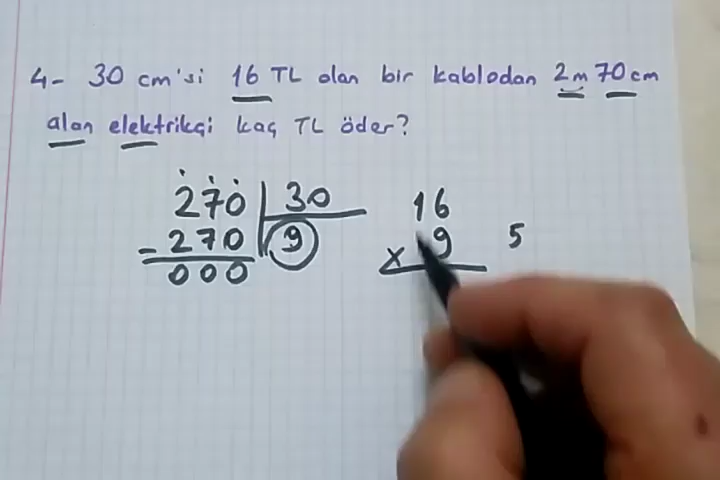 4- 30 cm'si 16 TL olan bir kablodan 2m 70cm
alan elektrikçi kaç TL öder?
270 30 16
- 270 9 x 9 5
000